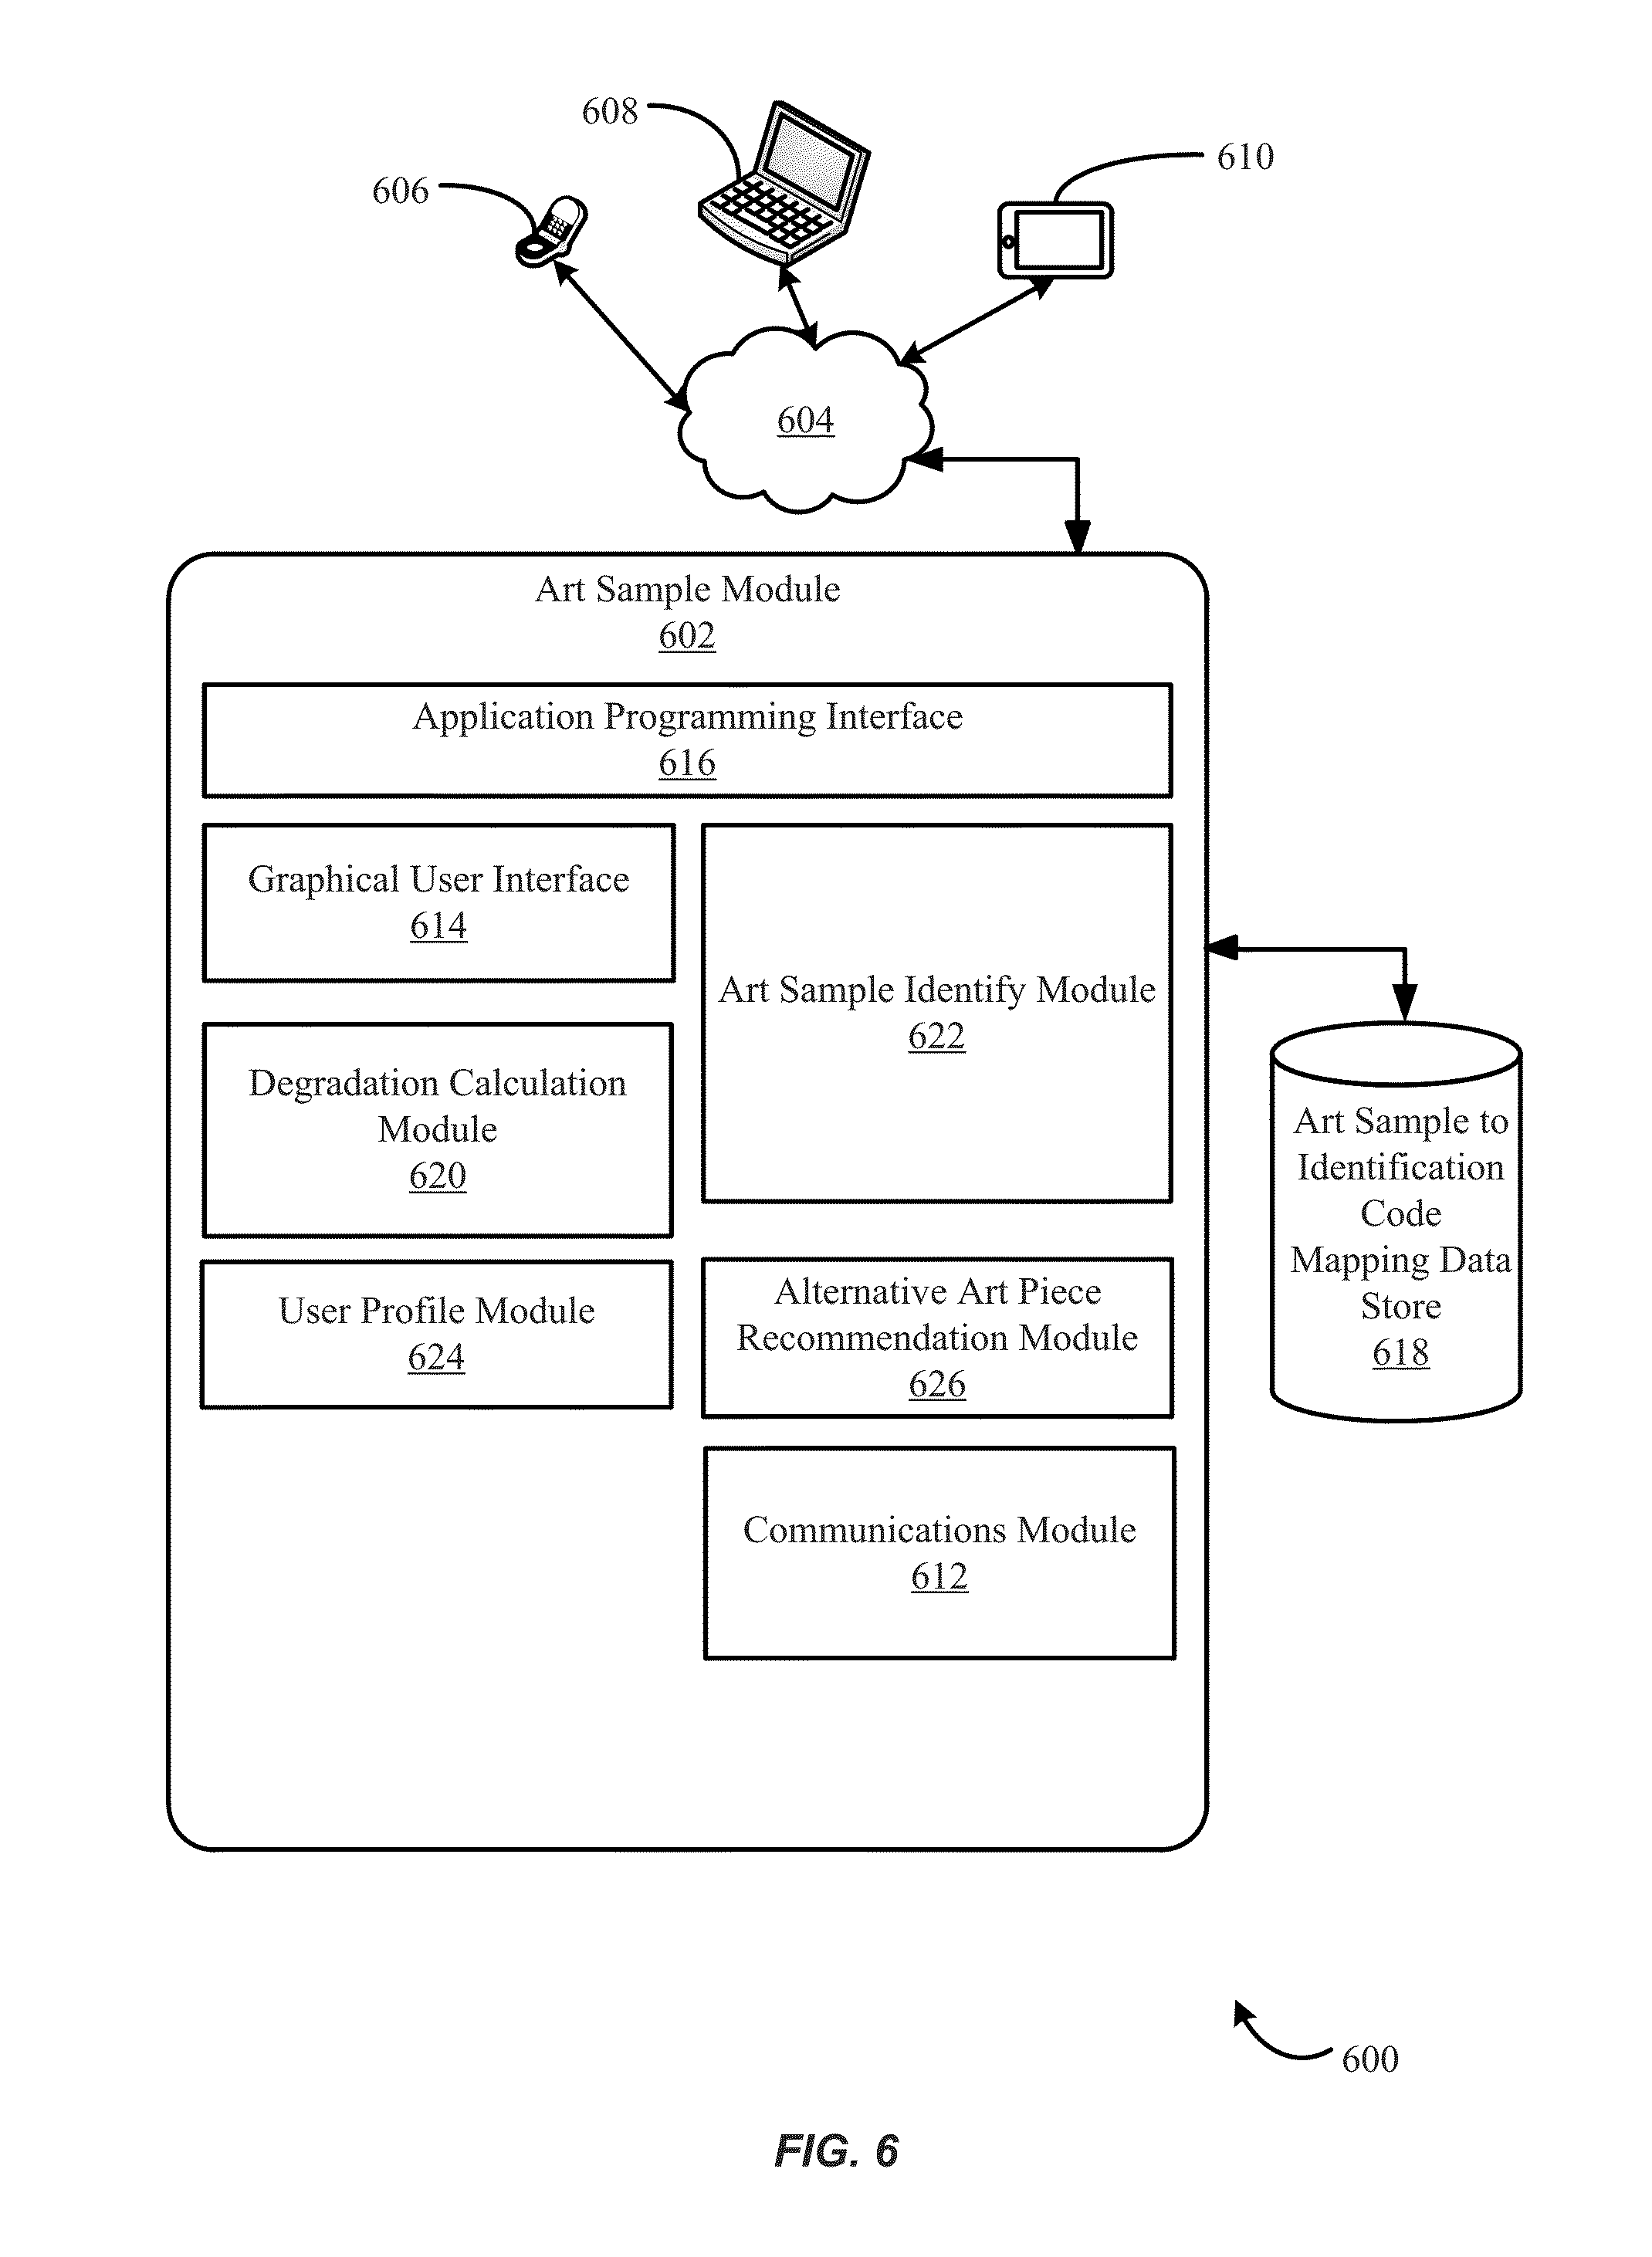 608
610
606
604
Art Sample Module
602
Application Programming Interface
616
Graphical User Interface
614
Art Sample Identify Module
622
Degradation Calculation
Module
620
Art Sample to
Identification
Code
Mapping Data
Store
618
User Profile Module
624
Alternative Art Piece
Recommendation Module
626
Communications Module
612
600
FIG. 6